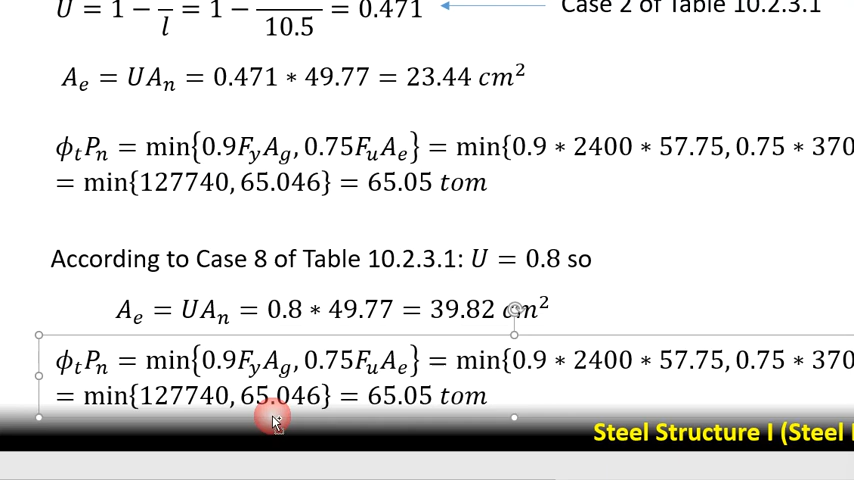 U = 1 − / l = 1 − / 10.5 = 0.471 Case 2 of Table 10.2.3.1
A_e = UA_n = 0.471 ∗ 49.77 = 23.44 cm²
ϕ_tP_n = min{0.9F_yA_g, 0.75F_uA_e} = min{0.9 ∗ 2400 ∗ 57.75, 0.75 ∗ 370
= min{127740, 65.046} = 65.05 tom
According to Case 8 of Table 10.2.3.1: U = 0.8 so
A_e = UA_n = 0.8 ∗ 49.77 = 39.82 cm²
ϕ_tP_n = min{0.9F_yA_g, 0.75F_uA_e} = min{0.9 ∗ 2400 ∗ 57.75, 0.75 ∗ 370
= min{127740, 65.046} = 65.05 tom
Steel Structure I (Steel